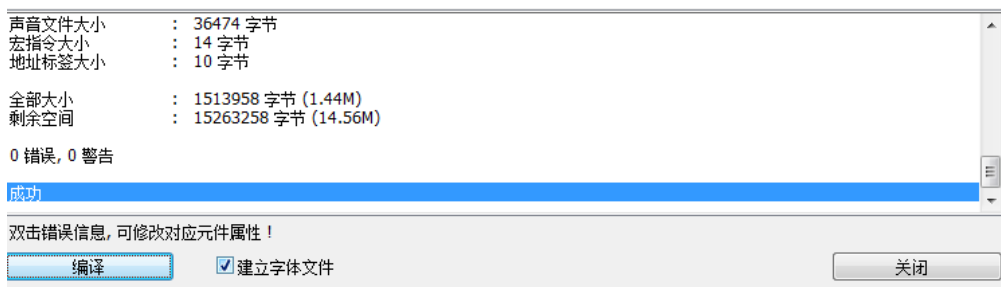 声音文件大小 : 36474 字节
宏指令大小 : 14 字节
地址标签大小 : 10 字节
全部大小 : 1513958 字节 (1.44M)
剩余空间 : 15263258 字节 (14.56M)
0 错误, 0 警告
成功
双击错误信息, 可修改对应元件属性！
编译 建立字体文件 关闭